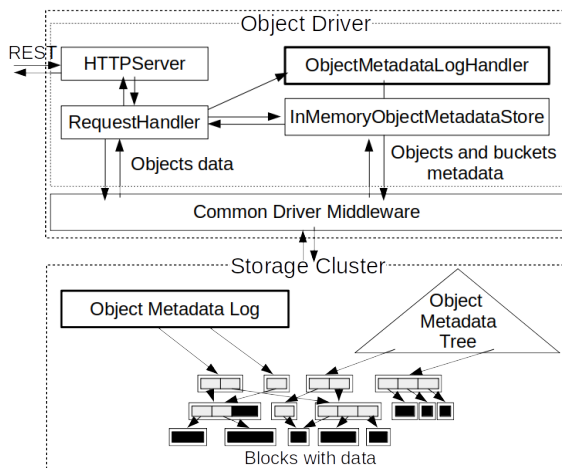 Object Driver
REST
HTTPServer
ObjectMetadataLogHandler
RequestHandler
InMemoryObjectMetadataStore
Objects data
Objects and buckets
metadata
Common Driver Middleware
Storage Cluster
Object Metadata Log
Object
Metadata
Tree
Blocks with data